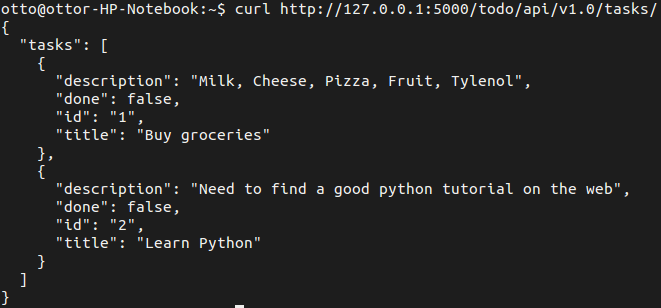 otto@ottor-HP-Notebook:~$ curl http://127.0.0.1:5000/todo/api/v1.0/tasks/
{
  "tasks": [
    {
      "description": "Milk, Cheese, Pizza, Fruit, Tylenol",
      "done": false,
      "id": "1",
      "title": "Buy groceries"
    },
    {
      "description": "Need to find a good python tutorial on the web",
      "done": false,
      "id": "2",
      "title": "Learn Python"
    }
  ]
}